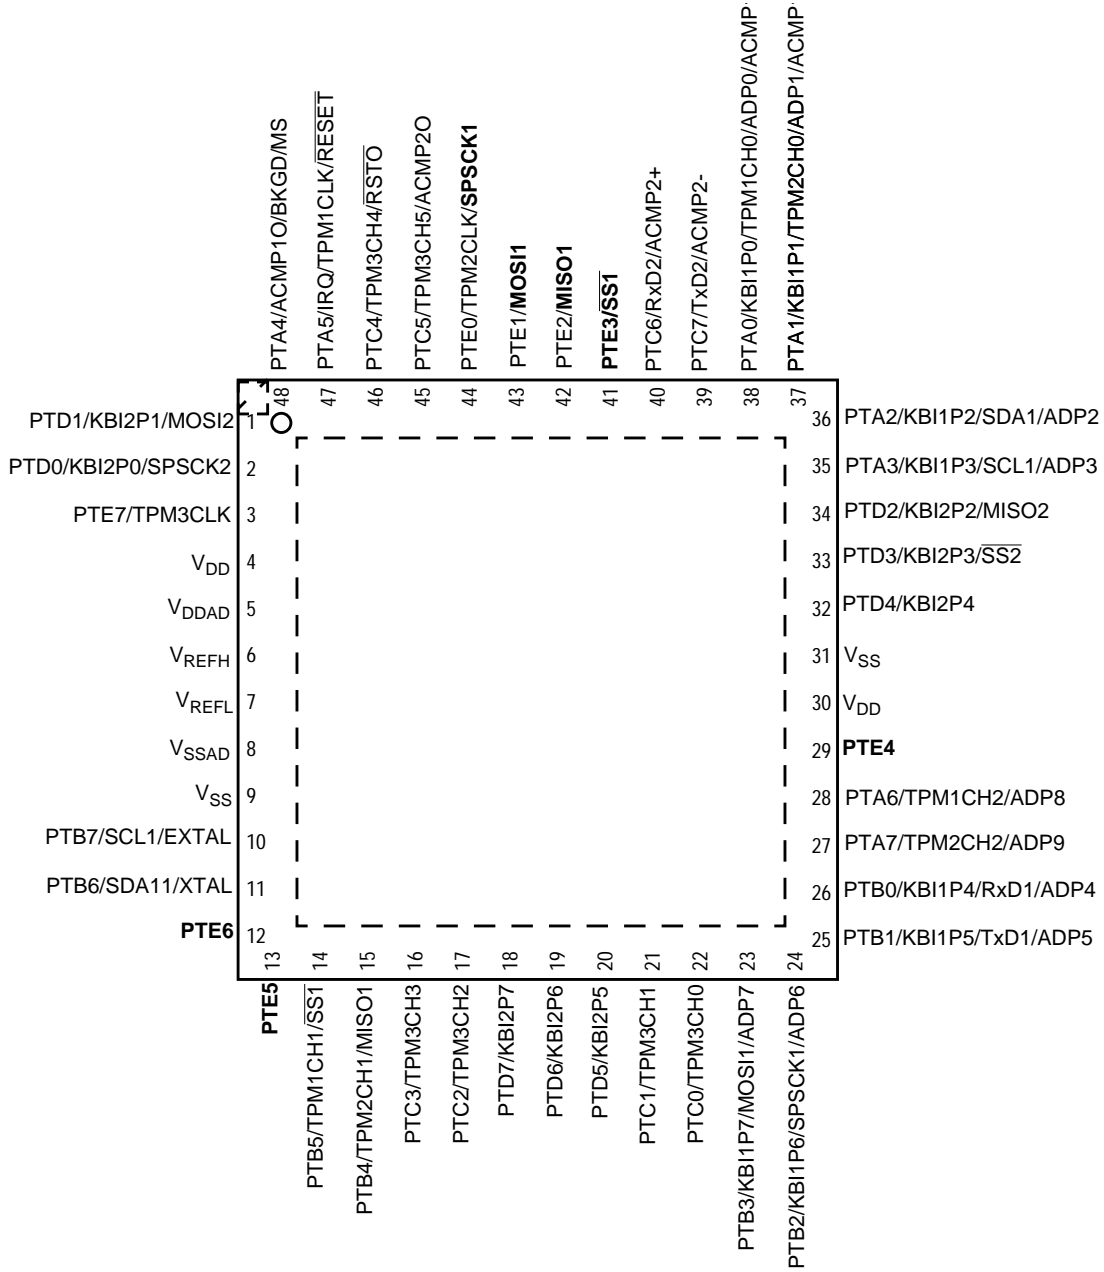 PTA4/ACMP1O/BKGD/MS
PTA5/IRQ/TPM1CLK/RESET
PTC4/TPM3CH4/RSTO
PTC5/TPM3CH5/ACMP2O
PTE0/TPM2CLK/SPSCK1
PTE1/MOSI1
PTE2/MISO1
PTE3/SS1
PTC6/RxD2/ACMP2+
PTC7/TxD2/ACMP2-
PTA0/KBI1P0/TPM1CH0/ADP0/ACMP
PTA1/KBI1P1/TPM2CH0/ADP1/ACMP
48
47
46
45
44
43
42
41
40
39
38
37
PTD1/KBI2P1/MOSI2 1
PTD0/KBI2P0/SPSCK2 2
PTE7/TPM3CLK 3
VDD 4
VDDAD 5
VREFH 6
VREFL 7
VSSAD 8
VSS 9
PTB7/SCL1/EXTAL 10
PTB6/SDA11/XTAL 11
PTE6 12
36 PTA2/KBI1P2/SDA1/ADP2
35 PTA3/KBI1P3/SCL1/ADP3
34 PTD2/KBI2P2/MISO2
33 PTD3/KBI2P3/SS2
32 PTD4/KBI2P4
31 VSS
30 VDD
29 PTE4
28 PTA6/TPM1CH2/ADP8
27 PTA7/TPM2CH2/ADP9
26 PTB0/KBI1P4/RxD1/ADP4
25 PTB1/KBI1P5/TxD1/ADP5
13
14
15
16
17
18
19
20
21
22
23
24
PTE5
PTB5/TPM1CH1/SS1
PTB4/TPM2CH1/MISO1
PTC3/TPM3CH3
PTC2/TPM3CH2
PTD7/KBI2P7
PTD6/KBI2P6
PTD5/KBI2P5
PTC1/TPM3CH1
PTC0/TPM3CH0
PTB3/KBI1P7/MOSI1/ADP7
PTB2/KBI1P6/SPSCK1/ADP6